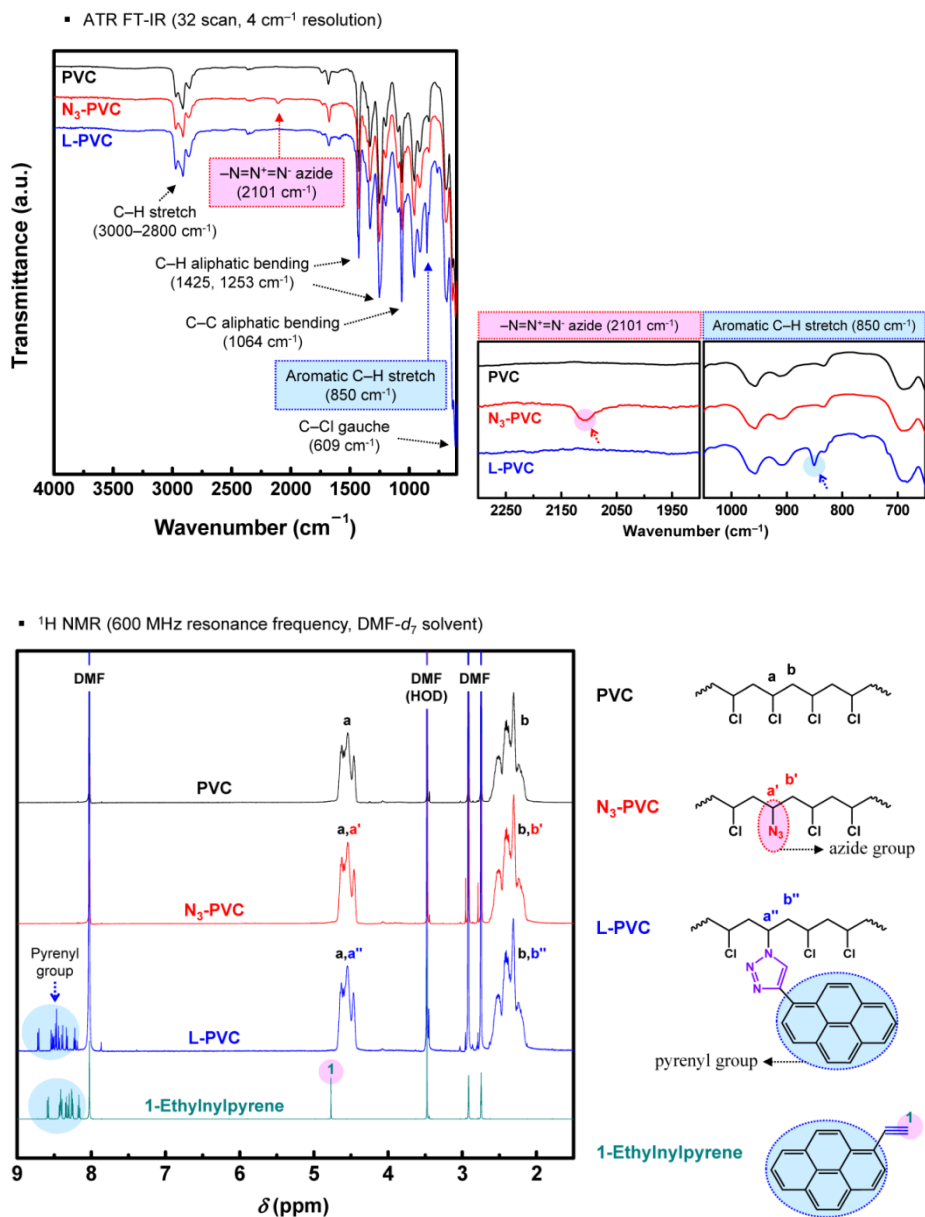 ▪ ATR FT-IR (32 scan, 4 cm⁻¹ resolution)
PVC
N₃-PVC
L-PVC
–N=N⁺=N⁻ azide
(2101 cm⁻¹)
C–H stretch
(3000–2800 cm⁻¹)
C–H aliphatic bending
(1425, 1253 cm⁻¹)
C–C aliphatic bending
(1064 cm⁻¹)
Aromatic C–H stretch
(850 cm⁻¹)
C–Cl gauche
(609 cm⁻¹)
Transmittance (a.u.)
4000 3500 3000 2500 2000 1500 1000
Wavenumber (cm⁻¹)
–N=N⁺=N⁻ azide (2101 cm⁻¹)
Aromatic C–H stretch (850 cm⁻¹)
PVC
N₃-PVC
L-PVC
2250 2100 1950
Wavenumber
1000 900 800 700
Wavenumber (cm⁻¹)
▪ ¹H NMR (600 MHz resonance frequency, DMF-d₇ solvent)
DMF
DMF
(HOD)
DMF
a
b
PVC
a,a'
b,b'
N₃-PVC
Pyrenyl
group
a,a''
b,b''
L-PVC
1
1-Ethylnylpyrene
9 8 7 6 5 4 3 2
δ (ppm)
PVC
a b
Cl Cl Cl Cl
N₃-PVC
a' b'
Cl N₃ Cl Cl
azide group
L-PVC
b''
a''
Cl N Cl Cl
N
N
pyrenyl group
1-Ethylnylpyrene
1